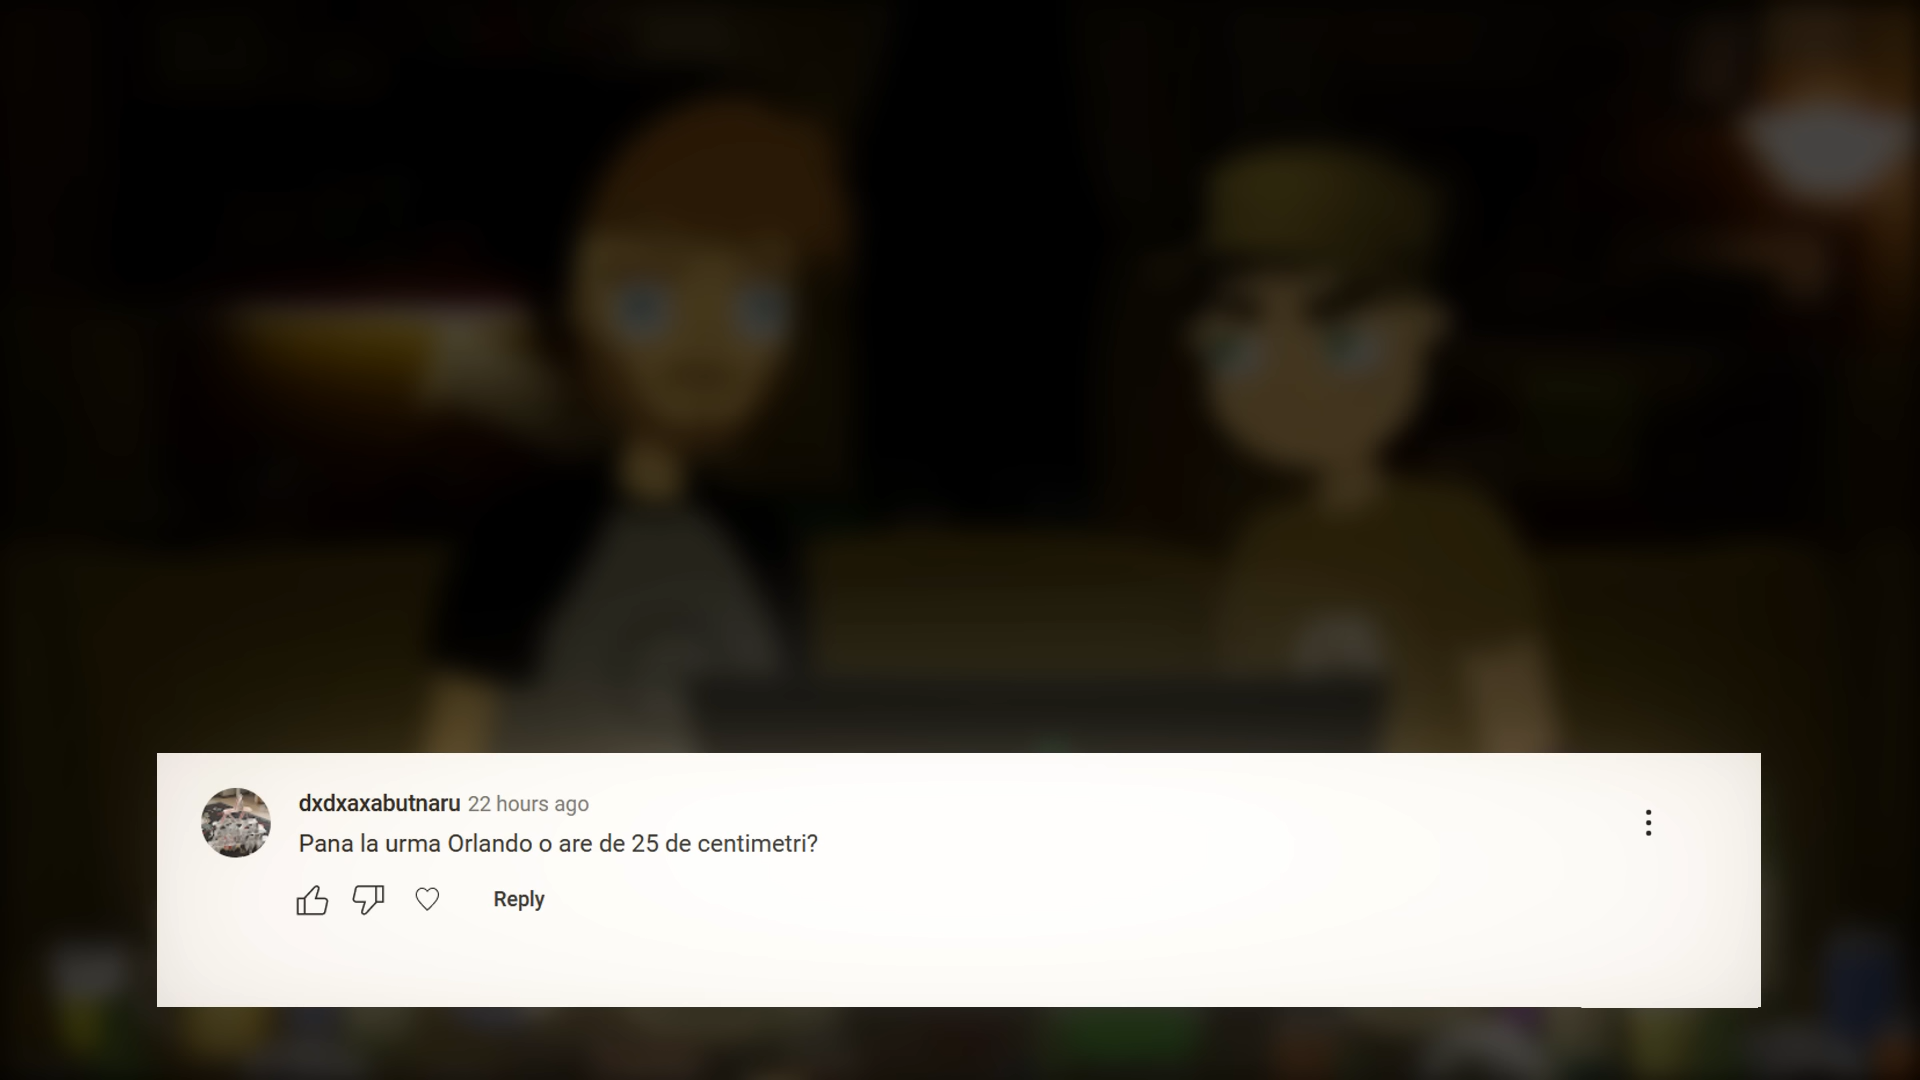 dxdxaxabutnaru 22 hours ago
Pana la urma Orlando o are de 25 de centimetri?
Reply